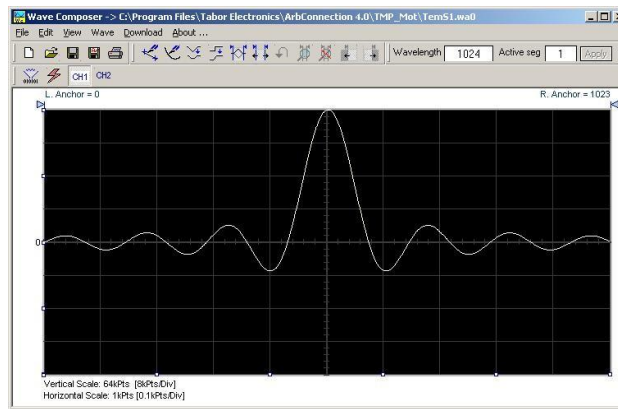 Wave Composer -> C:\Program Files\Tabor Electronics\ArbConnection 4.0\TMP_Mot\TemS1.wa0
File Edit View Wave Download About ...
Wavelength 1024 Active seg 1 Apply
CH1 CH2
L. Anchor = 0 R. Anchor = 1023
0
Vertical Scale: 64kPts [8kPts/Div]
Horizontal Scale: 1kPts [0.1kPts/Div]